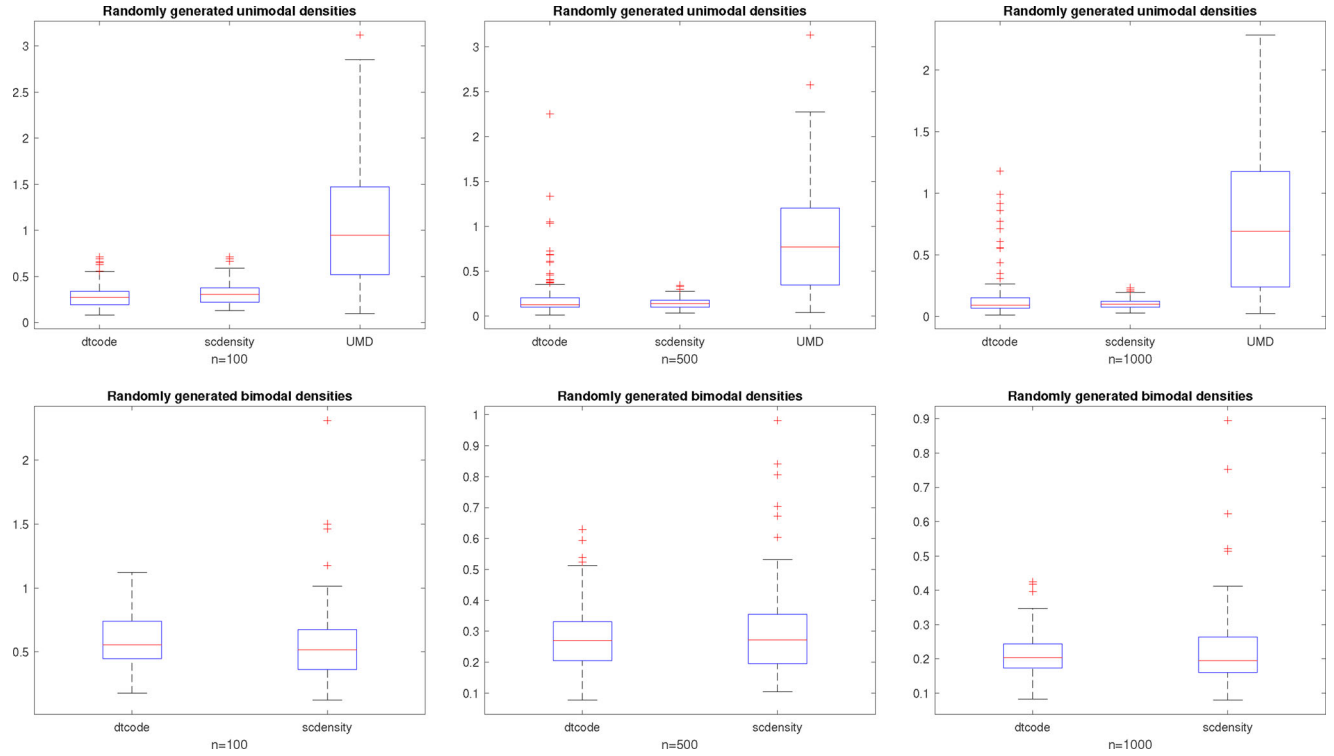 Randomly generated unimodal densities
3
2.5
2
1.5
1
0.5
0
dtcode scdensity UMD
n=100
Randomly generated unimodal densities
3
2.5
2
1.5
1
0.5
0
dtcode scdensity UMD
n=500
Randomly generated unimodal densities
2
1.5
1
0.5
0
dtcode scdensity UMD
n=1000
Randomly generated bimodal densities
2
1.5
1
0.5
dtcode scdensity
n=100
Randomly generated bimodal densities
1
0.9
0.8
0.7
0.6
0.5
0.4
0.3
0.2
0.1
dtcode scdensity
n=500
Randomly generated bimodal densities
0.9
0.8
0.7
0.6
0.5
0.4
0.3
0.2
0.1
dtcode scdensity
n=1000